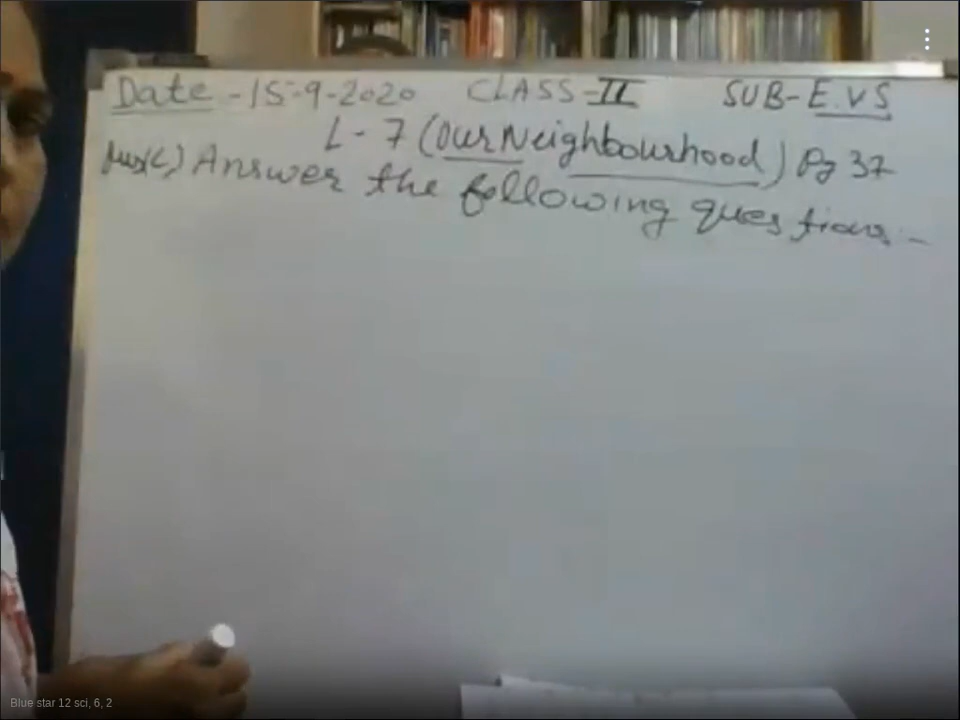 Date - 15-9-2020 CLASS-II SUB- E.V.S
L - 7 (Our Neighbourhood) Pg 37
(C) Answer the following questions -
Blue star 12 sci, 6, 2